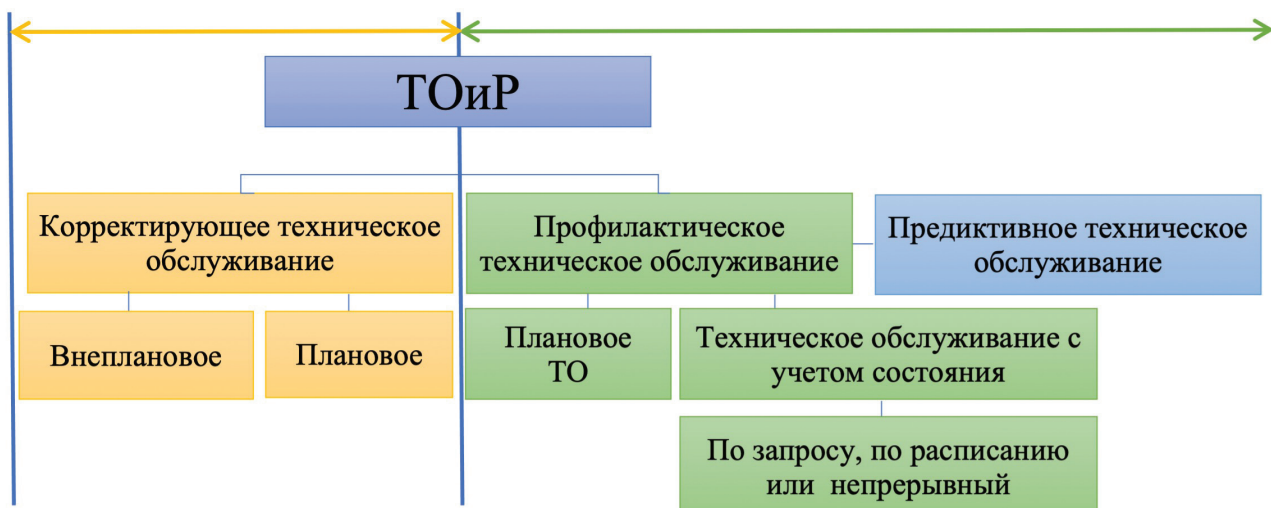 ТОиР
Корректирующее техническое
обслуживание
Профилактическое
техническое обслуживание
Предиктивное техническое
обслуживание
Внеплановое
Плановое
Плановое
ТО
Техническое обслуживание с
учетом состояния
По запросу, по расписанию
или непрерывный